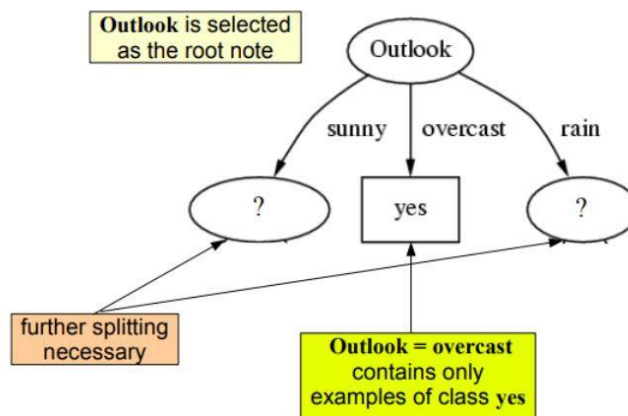 Outlook is selected
as the root note
Outlook
sunny
overcast
rain
?
yes
?
further splitting
necessary
Outlook = overcast
contains only
examples of class yes